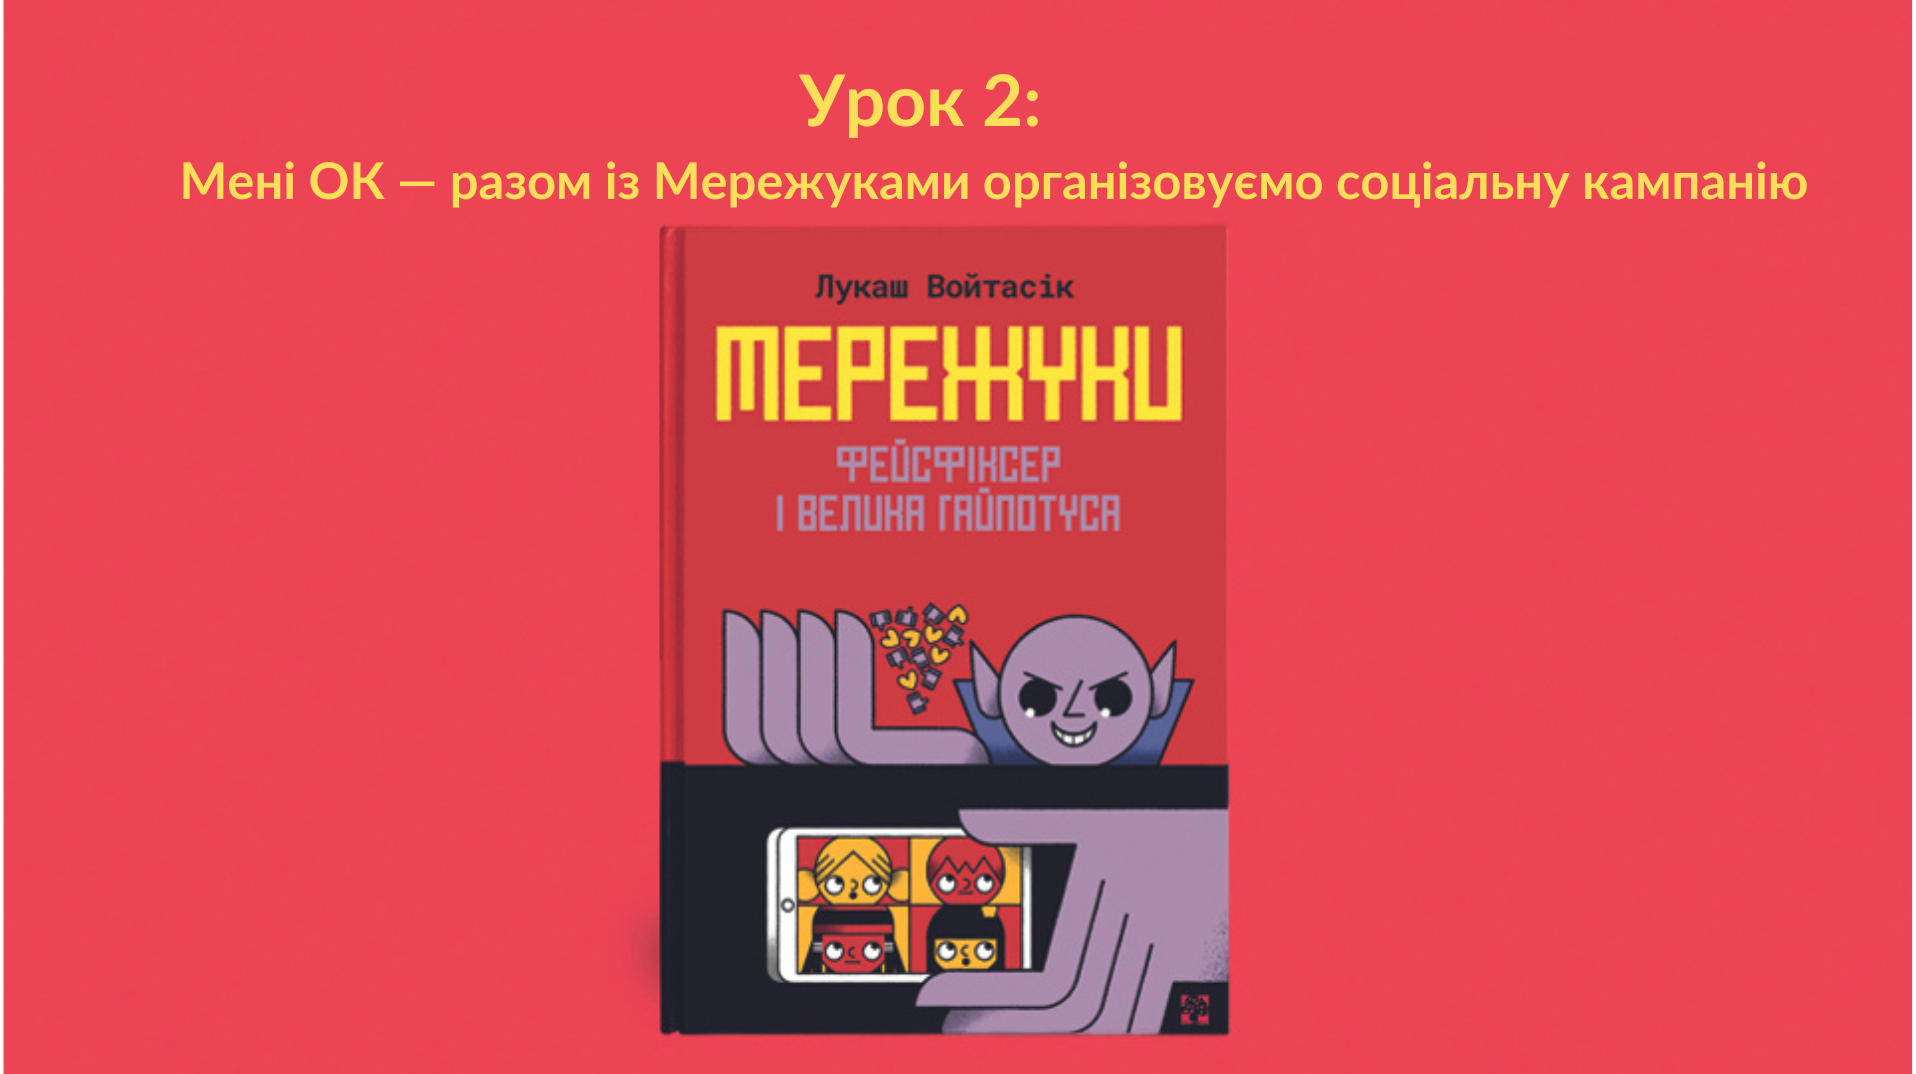 Урок 2:
Мені ОК — разом із Мережуками організовуємо соціальну кампанію
Лукаш Войтасік
МЕРЕЖУКИ
ФЕЙСФІКСЕР
І ВЕЛИКА ГАЙПОТУСА